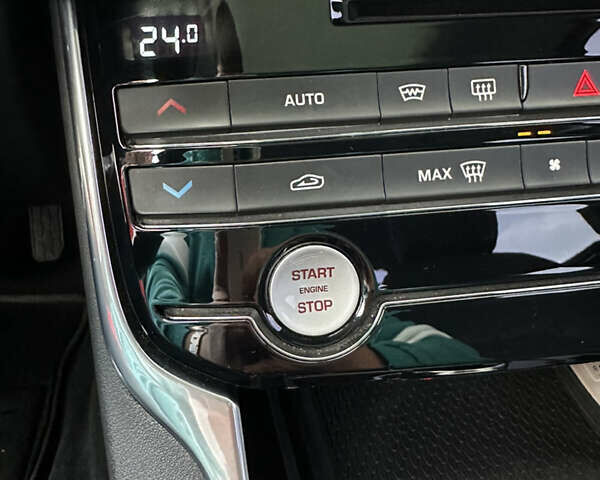 24.0
AUTO
MAX
START
ENGINE
STOP